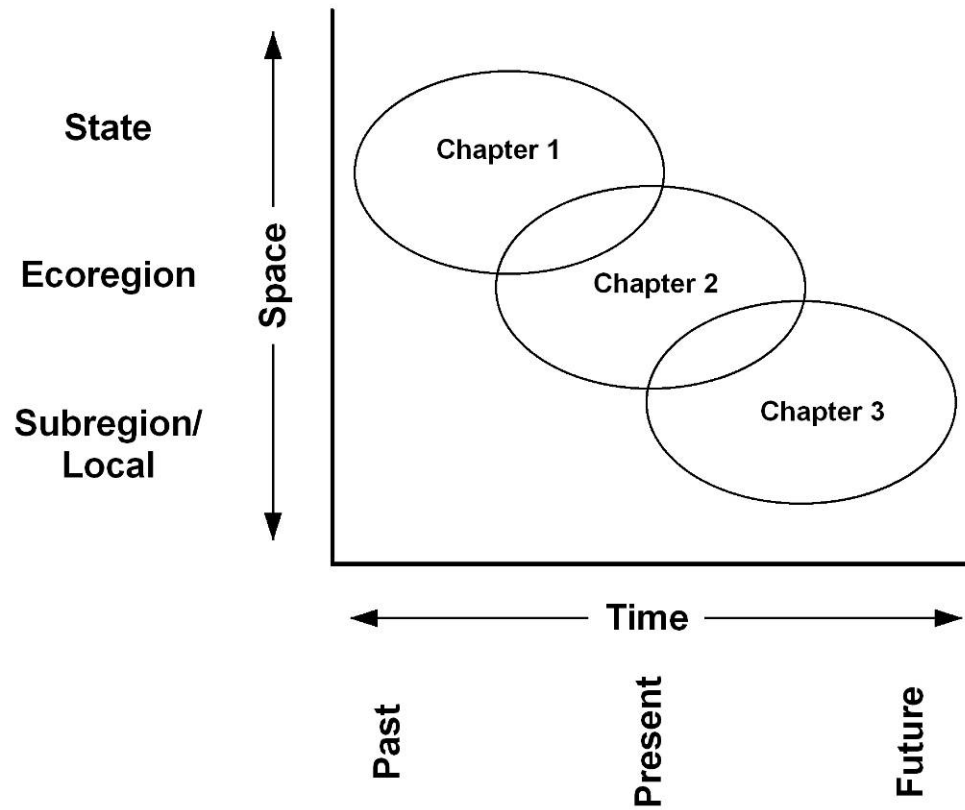 State
Chapter 1
Ecoregion
Space
Chapter 2
Subregion/
Local
Chapter 3
Time
Past
Present
Future